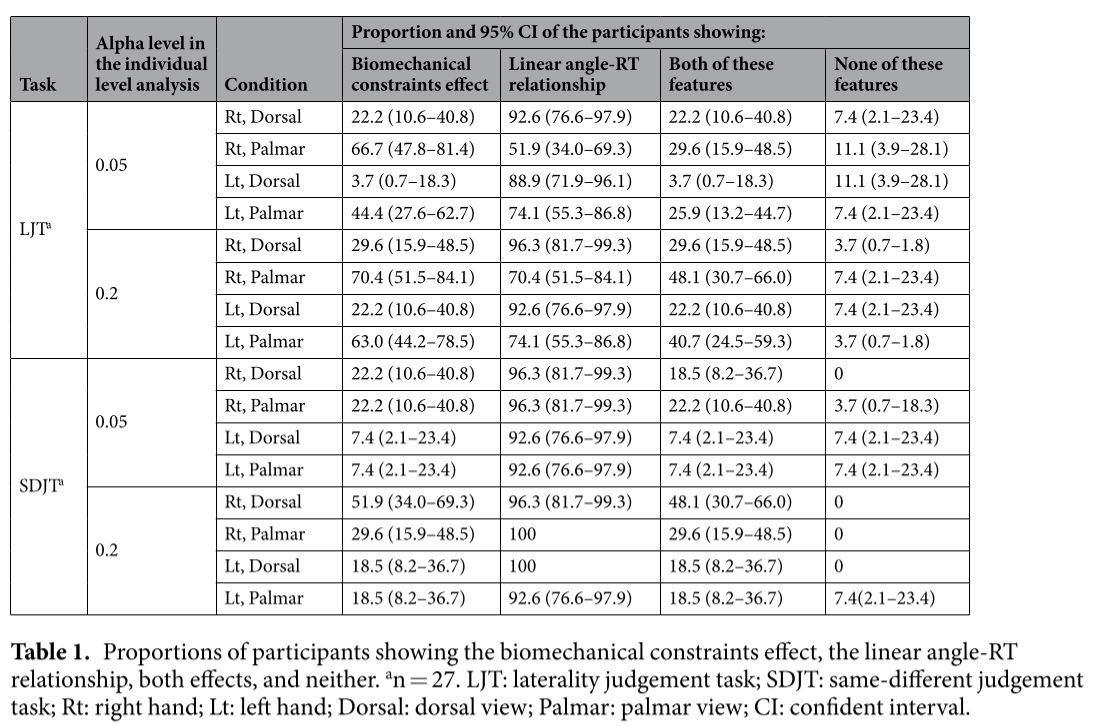 Task
Alpha level in the individual level analysis
Condition
Proportion and 95% CI of the participants showing:
Biomechanical constraints effect
Linear angle-RT relationship
Both of these features
None of these features
LJTª
0.05
Rt, Dorsal 22.2 (10.6–40.8) 92.6 (76.6–97.9) 22.2 (10.6–40.8) 7.4 (2.1–23.4)
Rt, Palmar 66.7 (47.8–81.4) 51.9 (34.0–69.3) 29.6 (15.9–48.5) 11.1 (3.9–28.1)
Lt, Dorsal 3.7 (0.7–18.3) 88.9 (71.9–96.1) 3.7 (0.7–18.3) 11.1 (3.9–28.1)
Lt, Palmar 44.4 (27.6–62.7) 74.1 (55.3–86.8) 25.9 (13.2–44.7) 7.4 (2.1–23.4)
0.2
Rt, Dorsal 29.6 (15.9–48.5) 96.3 (81.7–99.3) 29.6 (15.9–48.5) 3.7 (0.7–1.8)
Rt, Palmar 70.4 (51.5–84.1) 70.4 (51.5–84.1) 48.1 (30.7–66.0) 7.4 (2.1–23.4)
Lt, Dorsal 22.2 (10.6–40.8) 92.6 (76.6–97.9) 22.2 (10.6–40.8) 7.4 (2.1–23.4)
Lt, Palmar 63.0 (44.2–78.5) 74.1 (55.3–86.8) 40.7 (24.5–59.3) 3.7 (0.7–1.8)
SDJTª
0.05
Rt, Dorsal 22.2 (10.6–40.8) 96.3 (81.7–99.3) 18.5 (8.2–36.7) 0
Rt, Palmar 22.2 (10.6–40.8) 96.3 (81.7–99.3) 22.2 (10.6–40.8) 3.7 (0.7–18.3)
Lt, Dorsal 7.4 (2.1–23.4) 92.6 (76.6–97.9) 7.4 (2.1–23.4) 7.4 (2.1–23.4)
Lt, Palmar 7.4 (2.1–23.4) 92.6 (76.6–97.9) 7.4 (2.1–23.4) 7.4 (2.1–23.4)
0.2
Rt, Dorsal 51.9 (34.0–69.3) 96.3 (81.7–99.3) 48.1 (30.7–66.0) 0
Rt, Palmar 29.6 (15.9–48.5) 100 29.6 (15.9–48.5) 0
Lt, Dorsal 18.5 (8.2–36.7) 100 18.5 (8.2–36.7) 0
Lt, Palmar 18.5 (8.2–36.7) 92.6 (76.6–97.9) 18.5 (8.2–36.7) 7.4(2.1–23.4)
Table 1. Proportions of participants showing the biomechanical constraints effect, the linear angle-RT
relationship, both effects, and neither. ªn = 27. LJT: laterality judgement task; SDJT: same-different judgement
task; Rt: right hand; Lt: left hand; Dorsal: dorsal view; Palmar: palmar view; CI: confident interval.